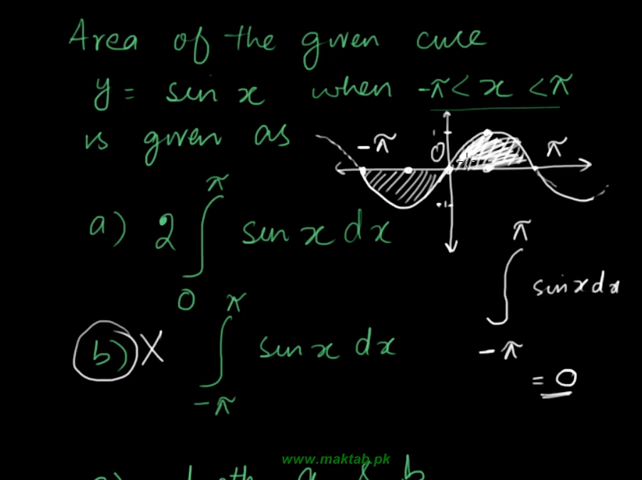 Area of the given cuve
y = sin x when -π < x < π
is given as
-π 0 π
a) 2 ∫₀^π sin x dx
∫_{-π}^{π} sin x dx
= 0
b) X ∫_{-π}^{π} sin x dx
www.maktab.pk